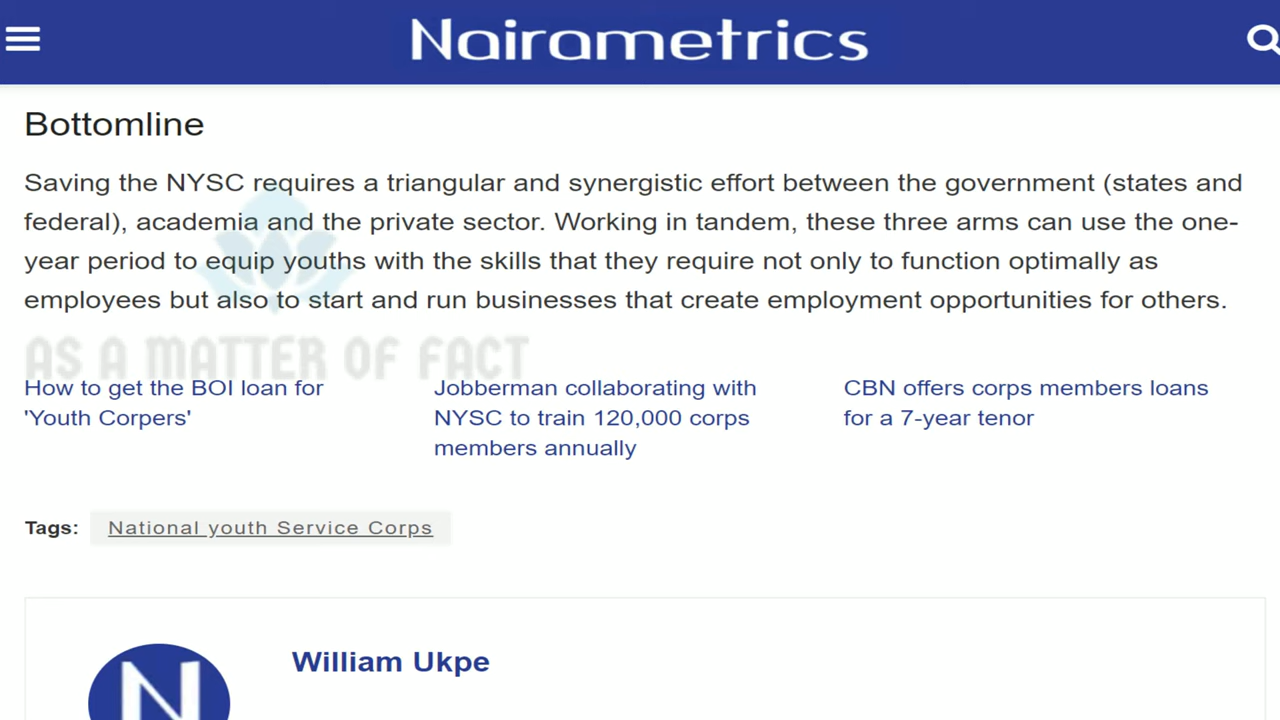 Nairametrics
Bottomline
Saving the NYSC requires a triangular and synergistic effort between the government (states and
federal), academia and the private sector. Working in tandem, these three arms can use the one-
year period to equip youths with the skills that they require not only to function optimally as
employees but also to start and run businesses that create employment opportunities for others.
AS A MATTER OF FACT
How to get the BOI loan for
'Youth Corpers'
Jobberman collaborating with
NYSC to train 120,000 corps
members annually
CBN offers corps members loans
for a 7-year tenor
Tags: National youth Service Corps
William Ukpe
N